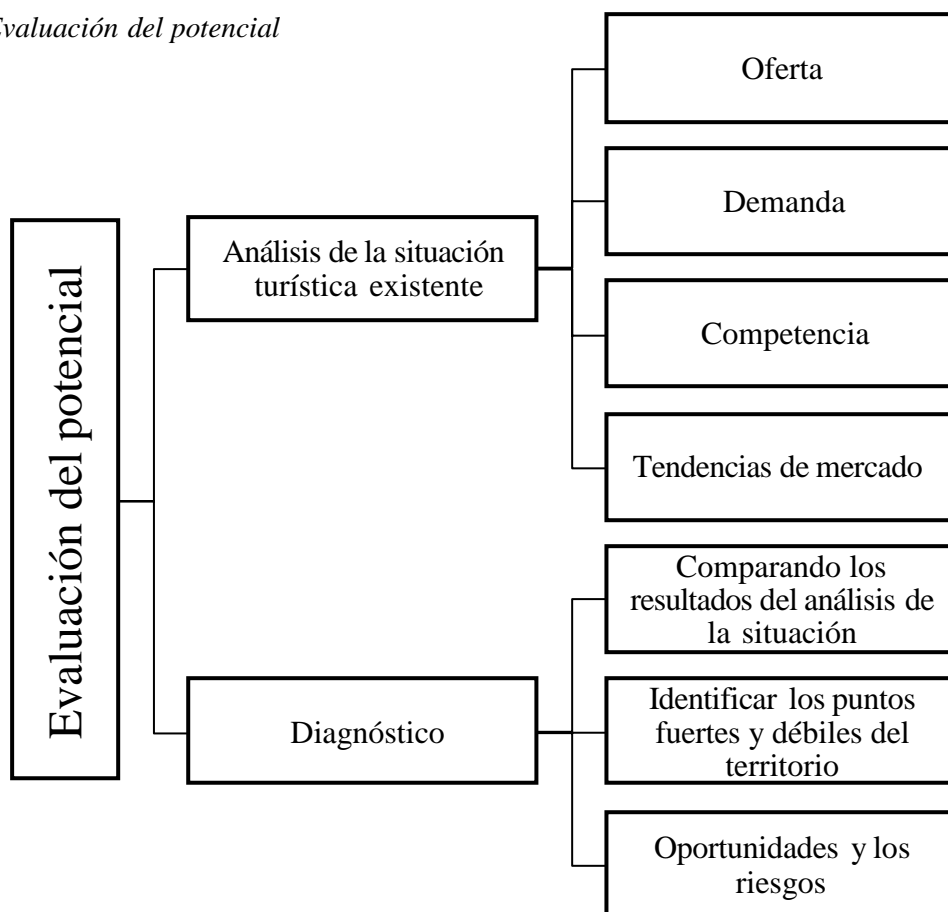 Evaluación del potencial
Oferta
Demanda
Análisis de la situación
turística existente
Competencia
Tendencias de mercado
Evaluación del potencial
Comparando los
resultados del análisis de
la situación
Diagnóstico
Identificar los puntos
fuertes y débiles del
territorio
Oportunidades y los
riesgos